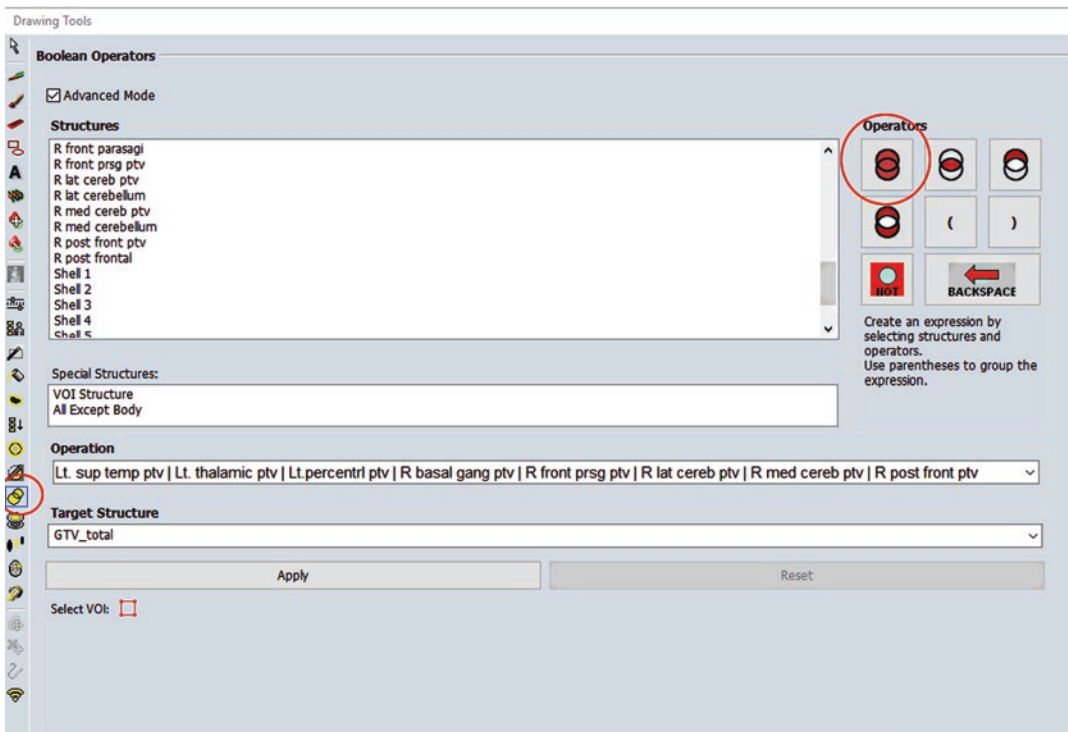 Drawing Tools
Boolean Operators
Advanced Mode
Structures
R front parasagi
R front prsg ptv
R lat cereb ptv
R lat cerebellum
R med cereb ptv
R med cerebellum
R post front ptv
R post frontal
Shell 1
Shell 2
Shell 3
Shell 4
Shell 5
Operators
( )
NOT
BACKSPACE
Create an expression by
selecting structures and
operators.
Use parentheses to group the
expression.
Special Structures:
VOI Structure
All Except Body
Operation
Lt. sup temp ptv | Lt. thalamic ptv | Lt.percentrl ptv | R basal gang ptv | R front prsg ptv | R lat cereb ptv | R med cereb ptv | R post front ptv
Target Structure
GTV_total
Apply
Reset
Select VOI:
A